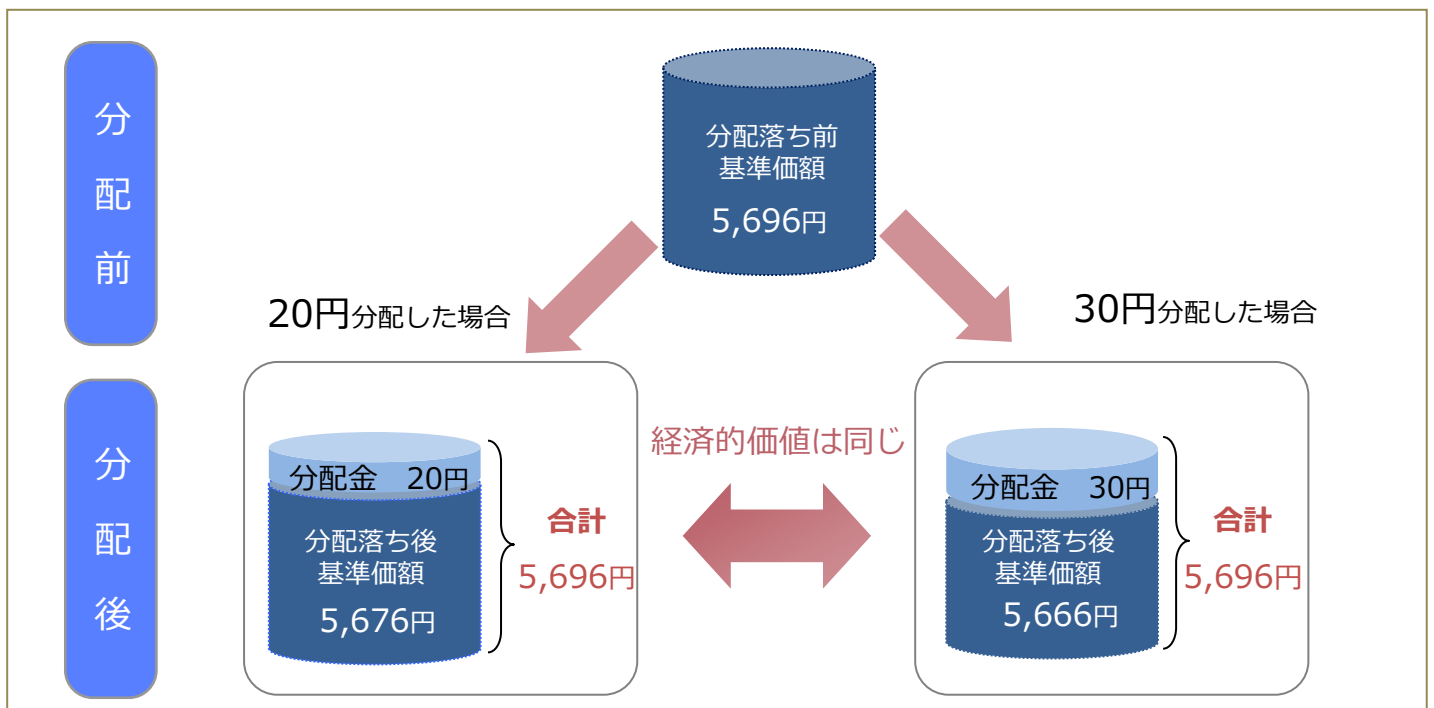 分配前
分配落ち前
基準価額
5,696円
20円分配した場合
30円分配した場合
分配後
分配金 20円
分配落ち後
基準価額
5,676円
合計
5,696円
経済的価値は同じ
分配金 30円
分配落ち後
基準価額
5,666円
合計
5,696円